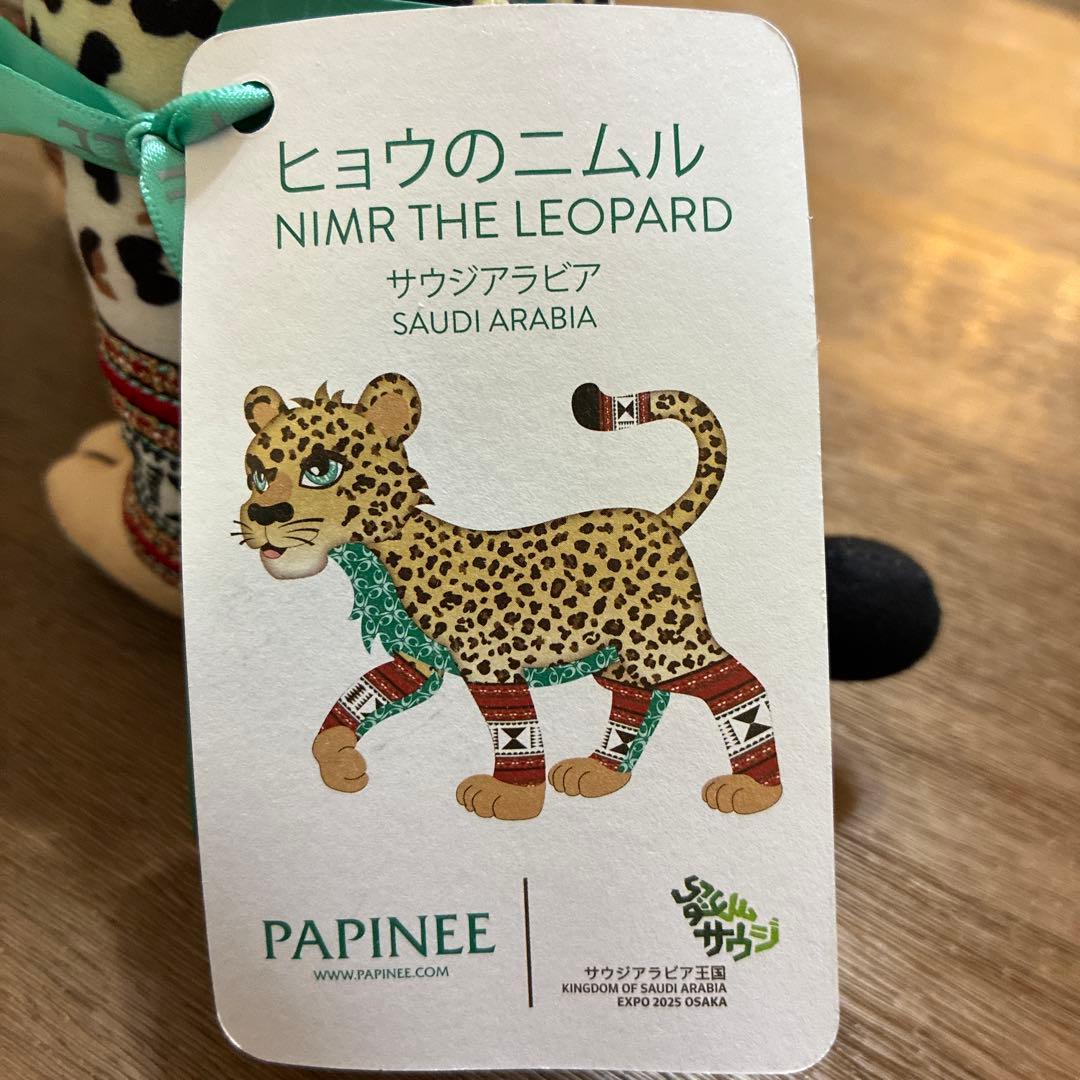 ヒョウのニムル
NIMR THE LEOPARD
サウジアラビア
SAUDI ARABIA
PAPINEE
WWW.PAPINEE.COM
サウジ
サウジアラビア王国
KINGDOM OF SAUDI ARABIA
EXPO 2025 OSAKA